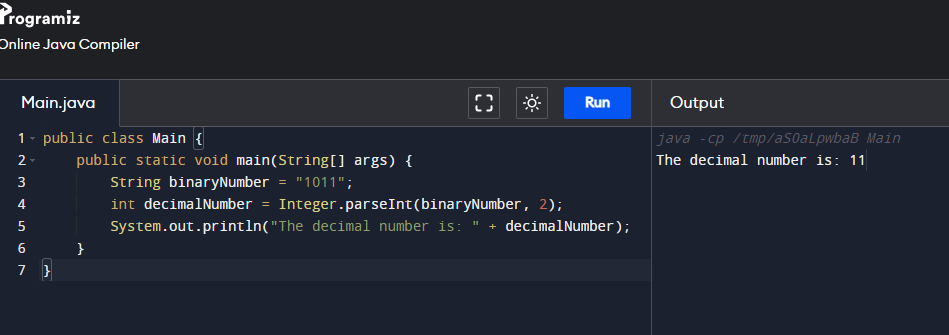 Programiz
Online Java Compiler
Main.java
Run
Output
1 public class Main {
2     public static void main(String[] args) {
3         String binaryNumber = "1011";
4         int decimalNumber = Integer.parseInt(binaryNumber, 2);
5         System.out.println("The decimal number is: " + decimalNumber);
6     }
7 }
java -cp /tmp/aSOaLpwbaB Main
The decimal number is: 11